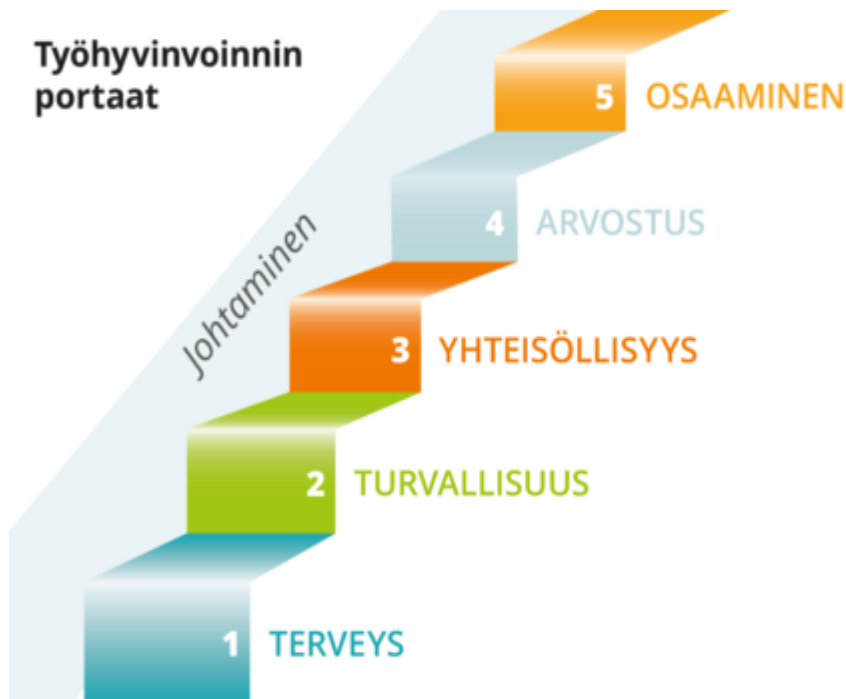 Työhyvinvoinnin
portaat
5 OSAAMINEN
4 ARVOSTUS
Johtaminen
3 YHTEISÖLLISYYS
2 TURVALLISUUS
1 TERVEYS